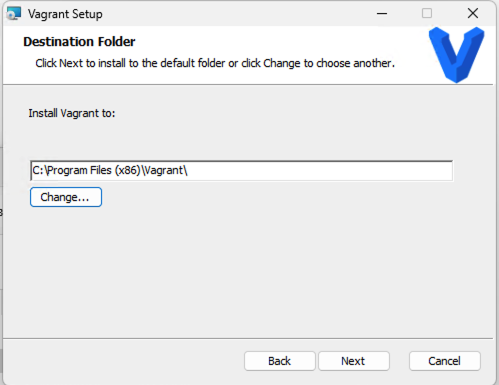 Vagrant Setup
Destination Folder
Click Next to install to the default folder or click Change to choose another.
Install Vagrant to:
C:\Program Files (x86)\Vagrant\
Change...
Back
Next
Cancel